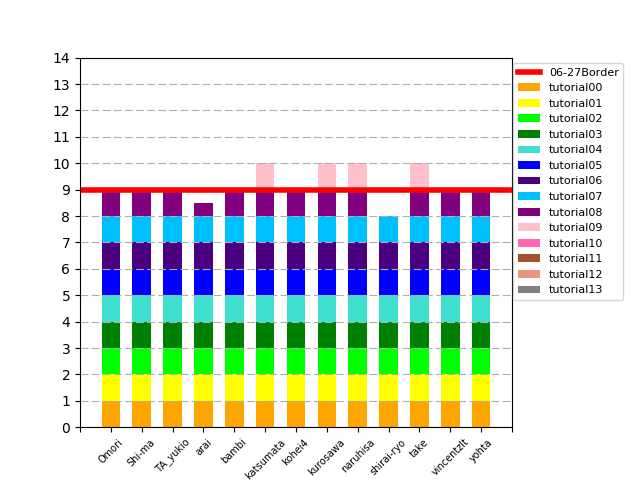 14
13
12
11
10
9
8
7
6
5
4
3
2
1
0
Omori
Shi-ma
TA_yukio
arai
bambi
katsumata
kohei4
kurosawa
naruhisa
shirai-ryo
take
vincentzlt
yohta
06-27Border
tutorial00
tutorial01
tutorial02
tutorial03
tutorial04
tutorial05
tutorial06
tutorial07
tutorial08
tutorial09
tutorial10
tutorial11
tutorial12
tutorial13